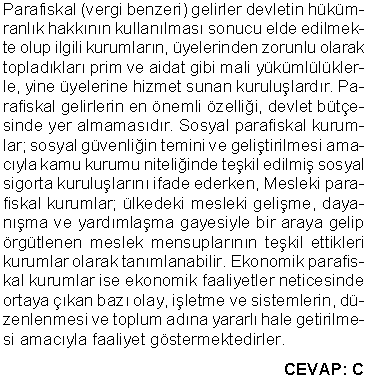 Parafiskal (vergi benzeri) gelirler devletin hüküm-
ranlık hakkının kullanılması sonucu elde edilmek-
te olup ilgili kurumların, üyelerinden zorunlu olarak
topladıkları prim ve aidat gibi mali yükümlülükler-
le, yine üyelerine hizmet sunan kuruluşlardır. Pa-
rafiskal gelirlerin en önemli özelliği, devlet bütçe-
sinde yer almamasıdır. Sosyal parafiskal kurum-
lar; sosyal güvenliğin temini ve geliştirilmesi ama-
cıyla kamu kurumu niteliğinde teşkil edilmiş sosyal
sigorta kuruluşlarını ifade ederken, Mesleki para-
fiskal kurumlar; ülkedeki mesleki gelişme, daya-
nışma ve yardımlaşma gayesiyle bir araya gelip
örgütlenen meslek mensuplarının teşkil ettikleri
kurumlar olarak tanımlanabilir. Ekonomik parafis-
kal kurumlar ise ekonomik faaliyetler neticesinde
ortaya çıkan bazı olay, işletme ve sistemlerin, dü-
zenlenmesi ve toplum adına yararlı hale getirilme-
si amacıyla faaliyet göstermektedirler.
CEVAP: C